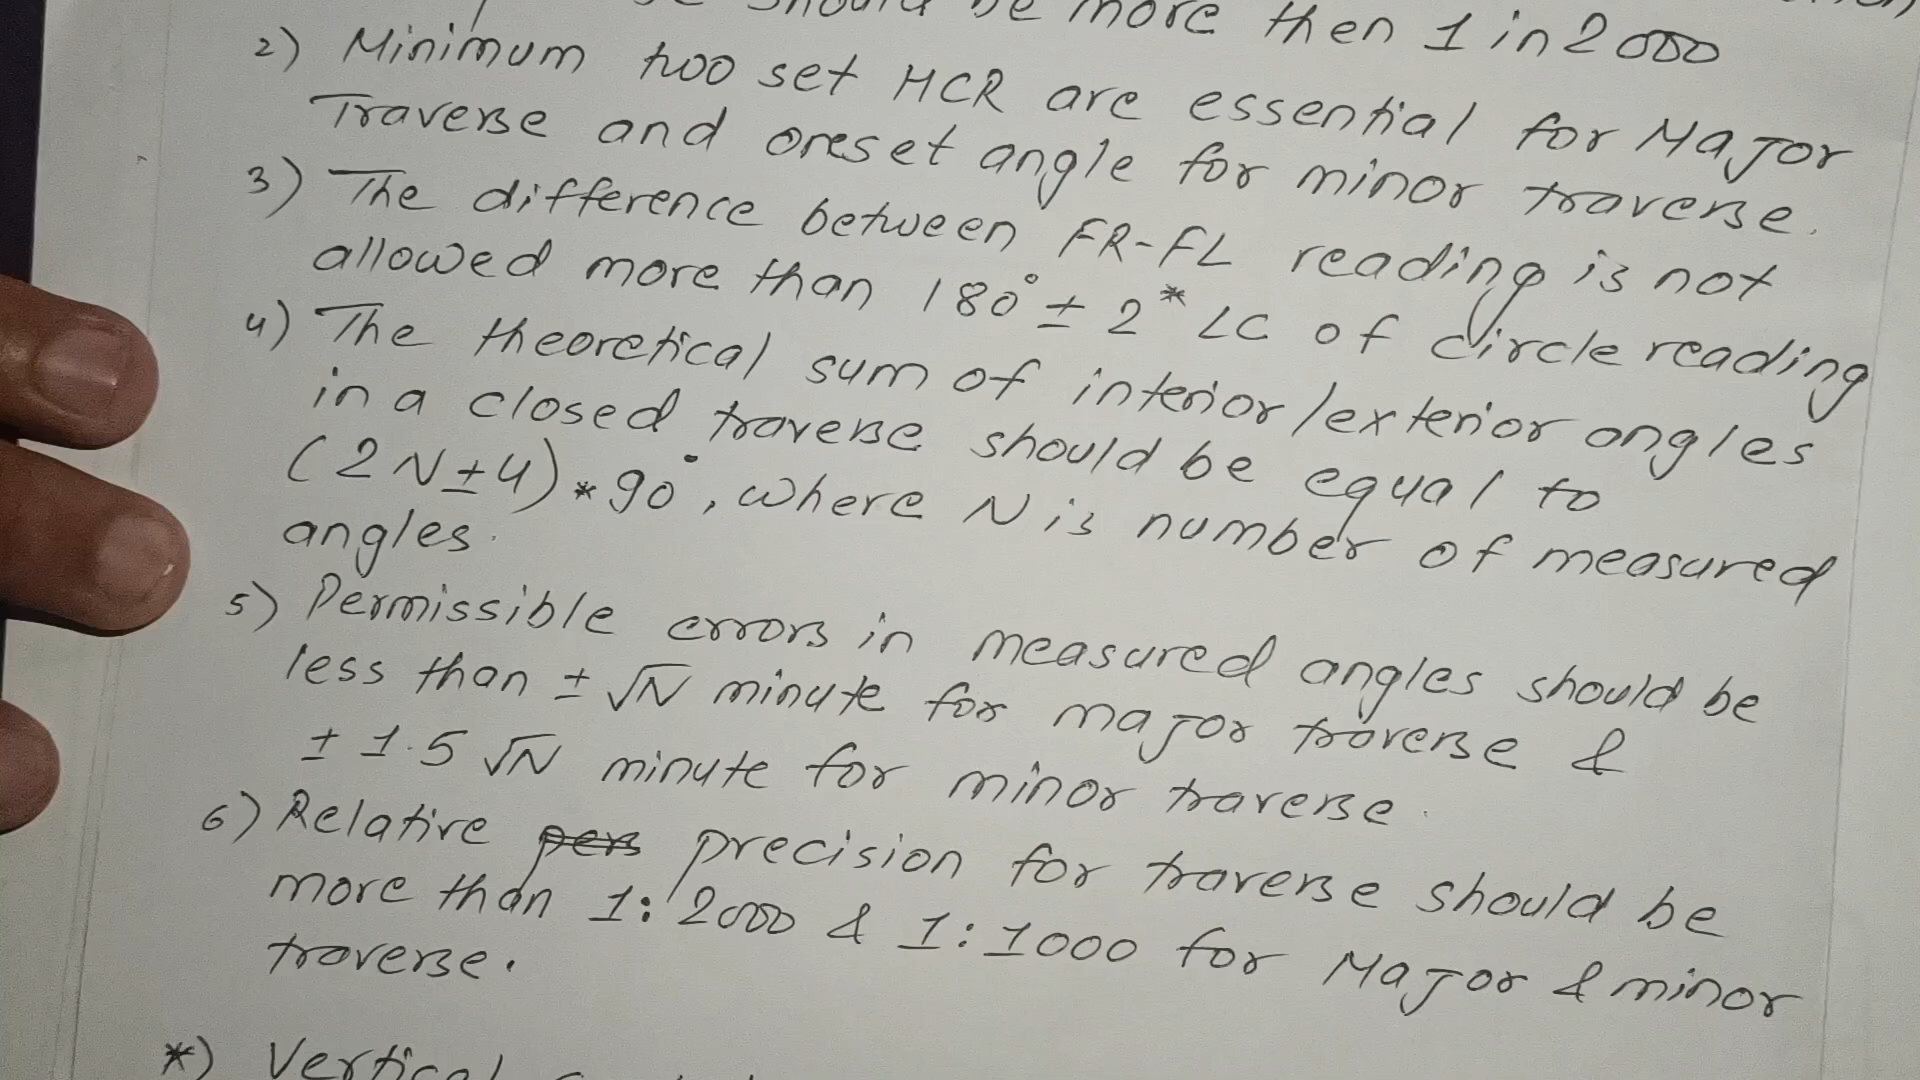 should be more then 1 in 2000
2) Minimum two set HCR are essential for Major
Traverse and oneset angle for minor traverse.
3) The difference between FR-FL reading is not
allowed more than 180° ± 2* LC of circle reading
4) The theoretical sum of interior/exterior angles
in a closed traverse should be equal to
(2N±4)*90°, where N is number of measured
angles.
5) Permissible errors in measured angles should be
less than ± √N minute for major traverse &
± 1.5 √N minute for minor traverse.
6) Relative pers precision for traverse should be
more than 1:2000 & 1:1000 for Major & minor
traverse.
*) Vertical